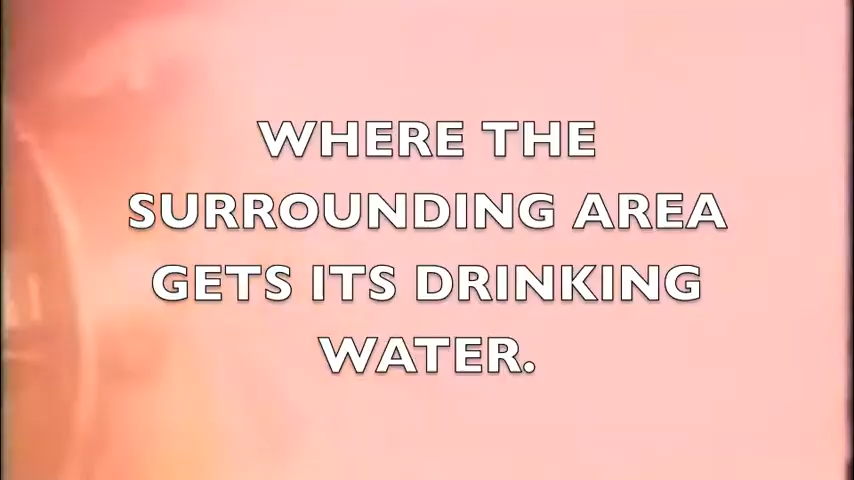 WHERE THE
SURROUNDING AREA
GETS ITS DRINKING
WATER.